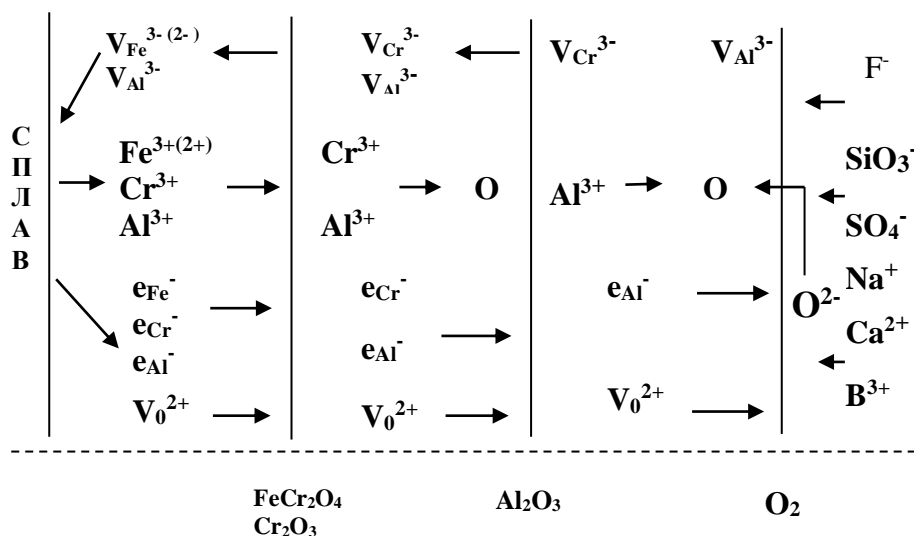 СПЛАВ
V_Fe^3- (2-)
V_Al^3-
Fe^3+(2+)
Cr^3+
Al^3+
e_Fe^-
e_Cr^-
e_Al^-
V_0^2+
V_Cr^3-
V_Al^3-
Cr^3+
Al^3+
O
e_Cr^-
e_Al^-
V_0^2+
V_Cr^3-
V_Al^3-
Al^3+
O
e_Al^-
V_0^2+
F^-
SiO_3^-
SO_4^-
Na^+
O^2-
Ca^2+
B^3+
FeCr_2O_4
Cr_2O_3
Al_2O_3
O_2